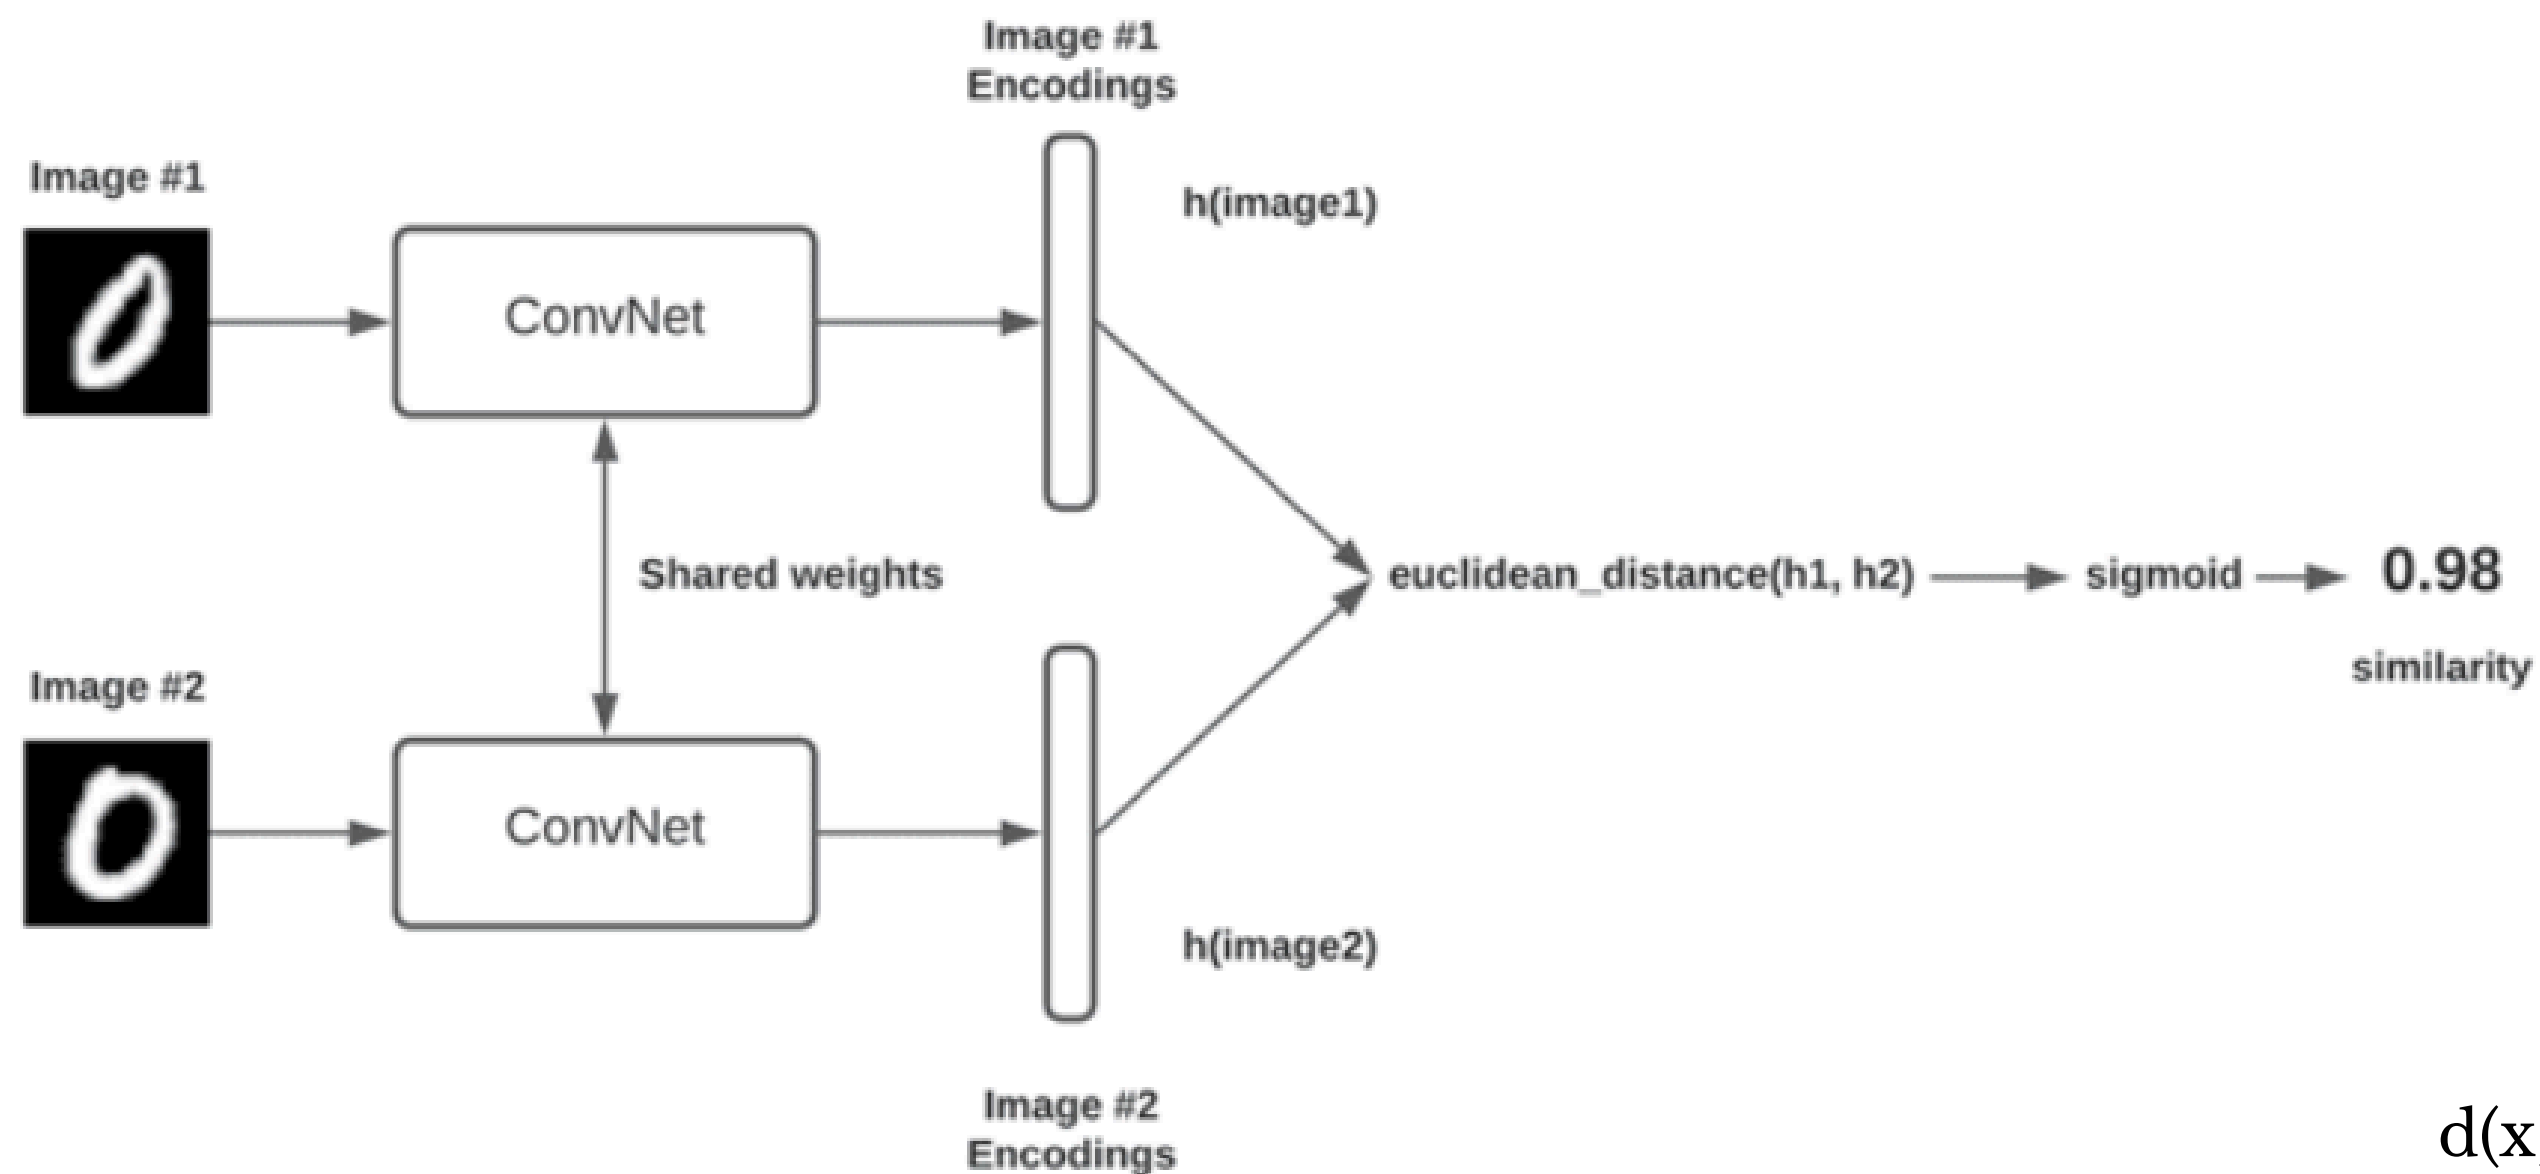 Image #1
Encodings
Image #1
h(image1)
ConvNet
Shared weights
euclidean_distance(h1, h2)
sigmoid
0.98
similarity
Image #2
ConvNet
h(image2)
Image #2
Encodings
d(x